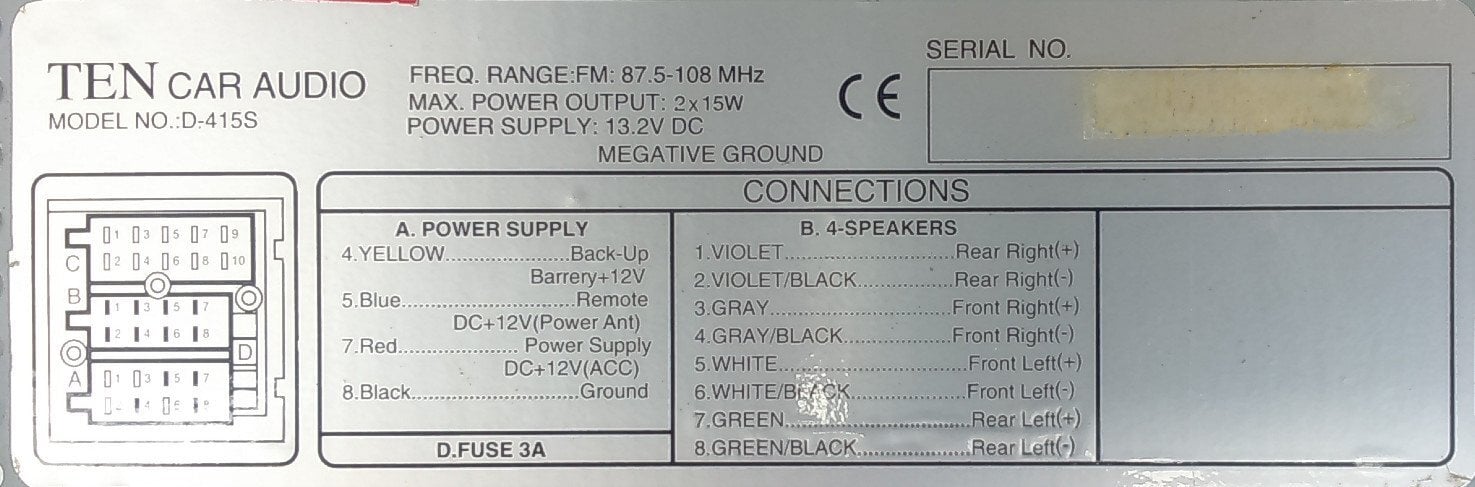 TEN CAR AUDIO
MODEL NO.:D-415S
FREQ. RANGE:FM: 87.5-108 MHz
MAX. POWER OUTPUT: 2x15W
POWER SUPPLY: 13.2V DC
MEGATIVE GROUND
CE
SERIAL NO.
C
1 3 5 7 9
2 4 6 8 10
B
1 3 5 7
2 4 6 8
D
A
1 3 5 7
2 4 6 8
CONNECTIONS
A. POWER SUPPLY
4.YELLOW....................Back-Up
Barrery+12V
5.Blue............................Remote
DC+12V(Power Ant)
7.Red.....................Power Supply
DC+12V(ACC)
8.Black...........................Ground
D.FUSE 3A
B. 4-SPEAKERS
1.VIOLET............................Rear Right(+)
2.VIOLET/BLACK................Rear Right(-)
3.GRAY..............................Front Right(+)
4.GRAY/BLACK..................Front Right(-)
5.WHITE..............................Front Left(+)
6.WHITE/BLACK..................Front Left(-)
7.GREEN..............................Rear Left(+)
8.GREEN/BLACK..................Rear Left(-)